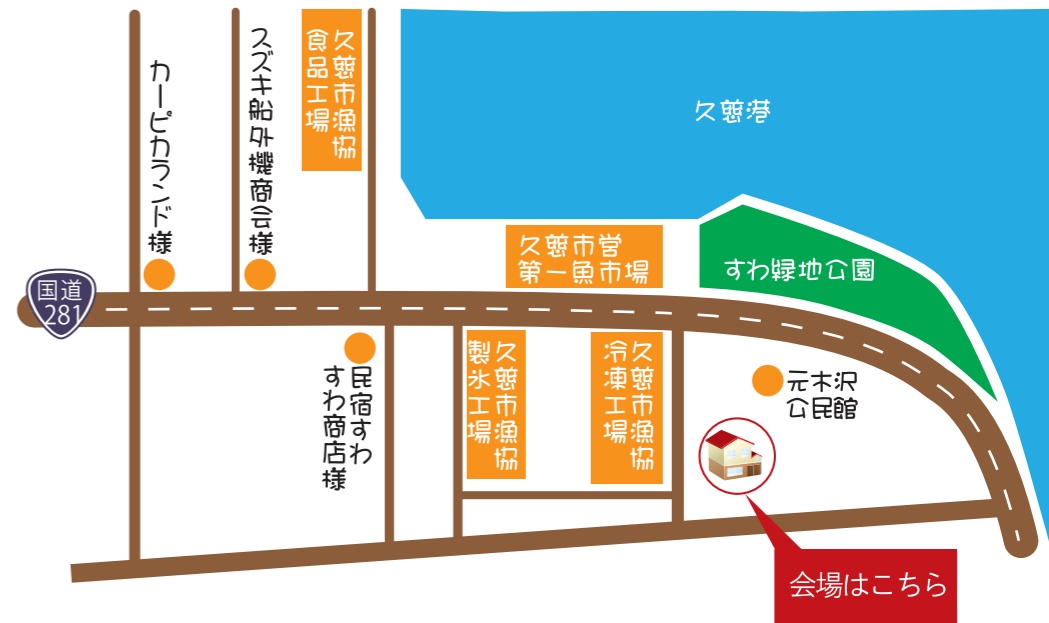 カーピカランド様
スズキ船外機商会様
久慈市漁協
食品工場
久慈港
久慈市営
第一魚市場
すわ緑地公園
国道
281
民宿すわ
すわ商店様
久慈市漁協
製氷工場
久慈市漁協
冷凍工場
元木沢
公民館
会場はこちら